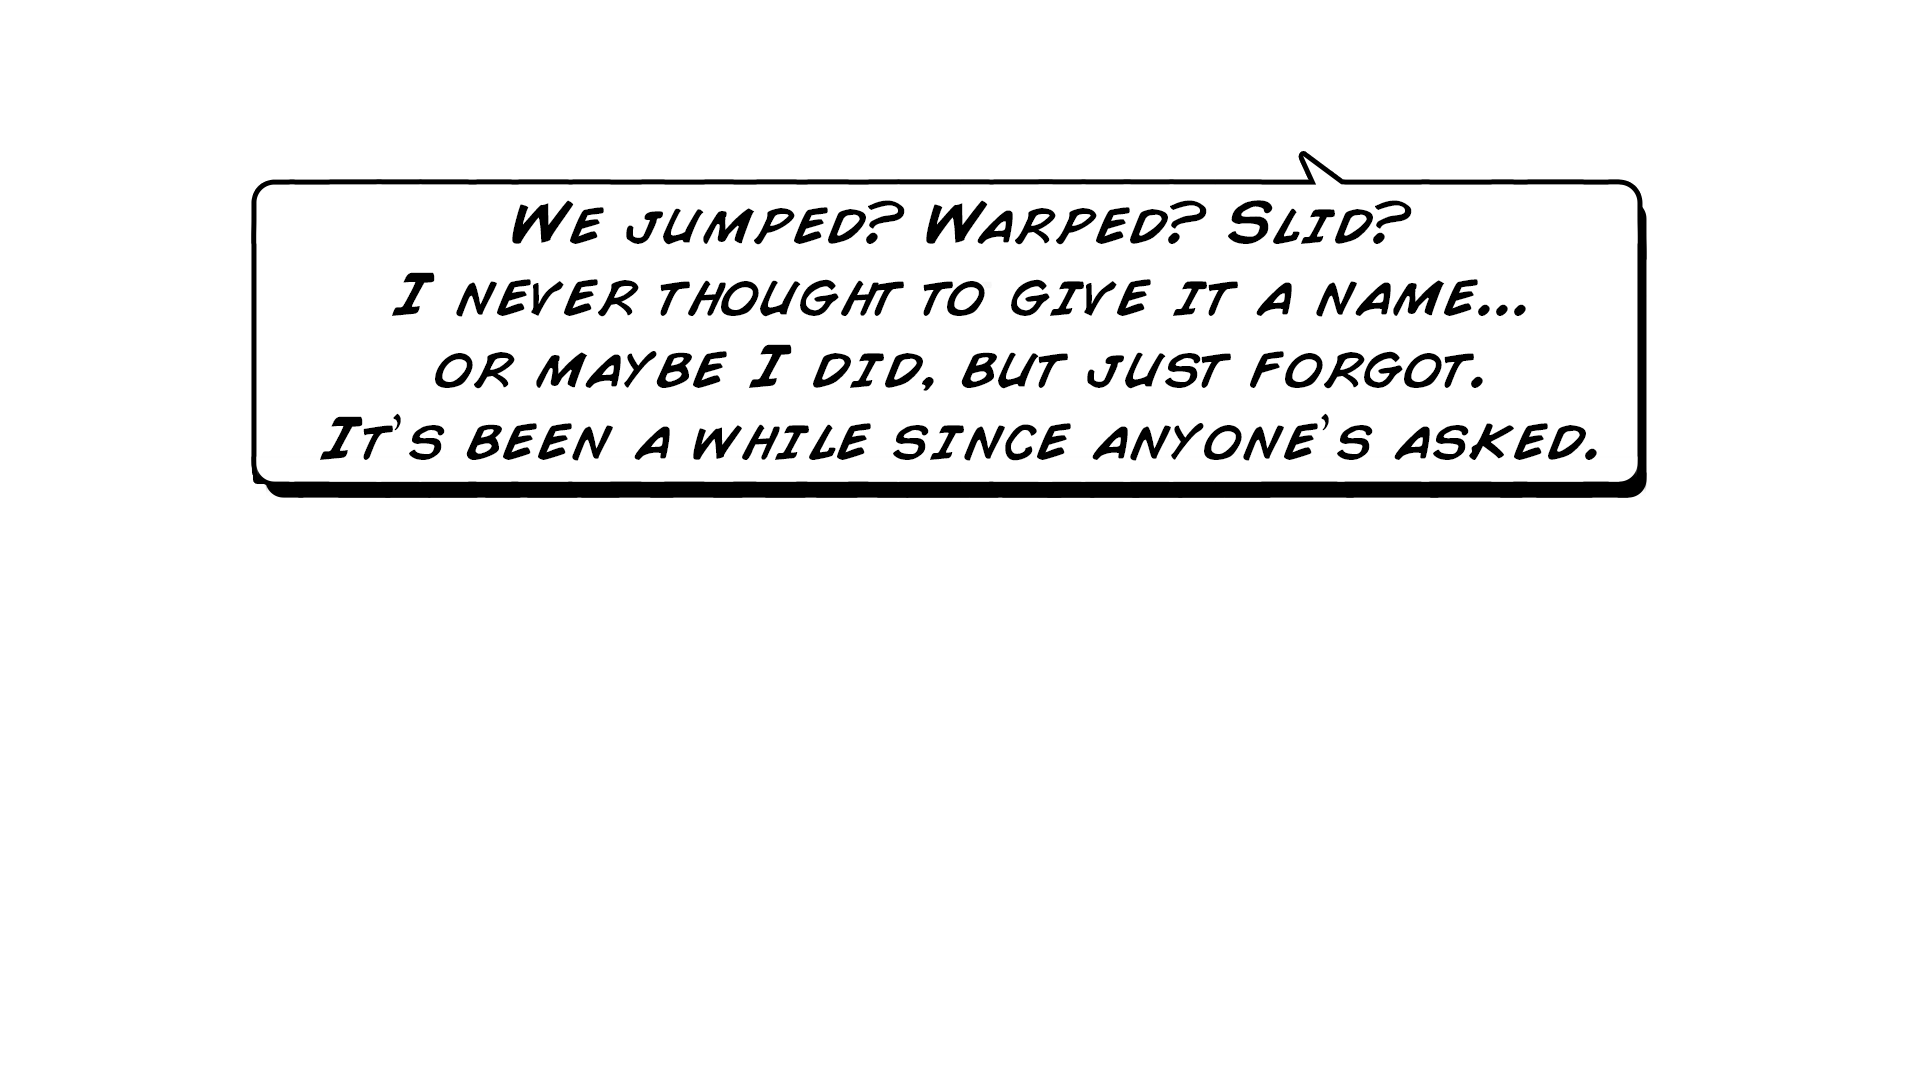 We jumped? Warped? Slid?
I never thought to give it a name...
or maybe I did, but just forgot.
It's been a while since anyone's asked.